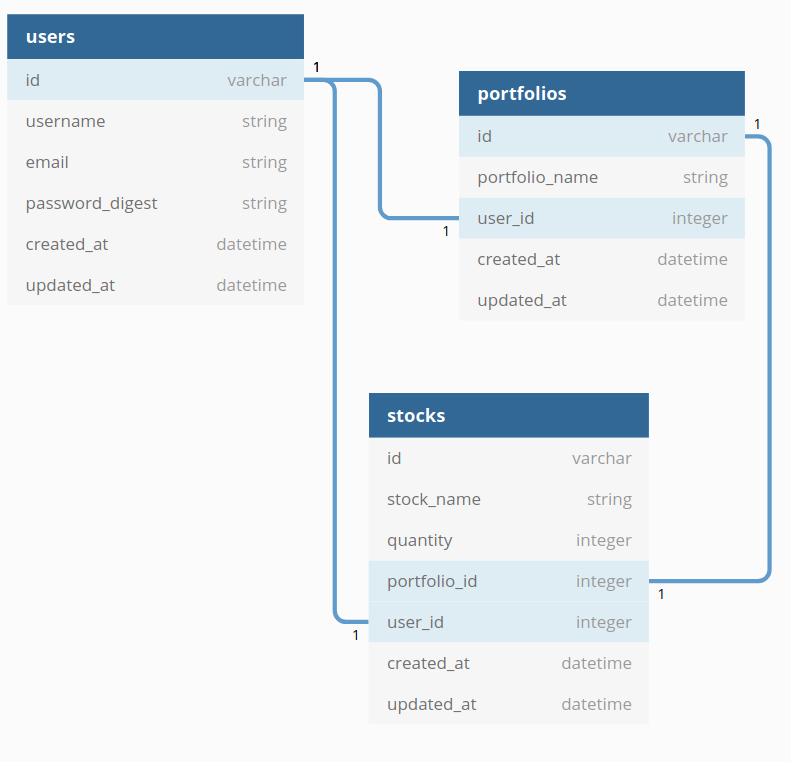 users
id varchar
username string
email string
password_digest string
created_at datetime
updated_at datetime
1
1
1
portfolios
id varchar
portfolio_name string
user_id integer
created_at datetime
updated_at datetime
1
1
stocks
id varchar
stock_name string
quantity integer
portfolio_id integer
user_id integer
created_at datetime
updated_at datetime
1